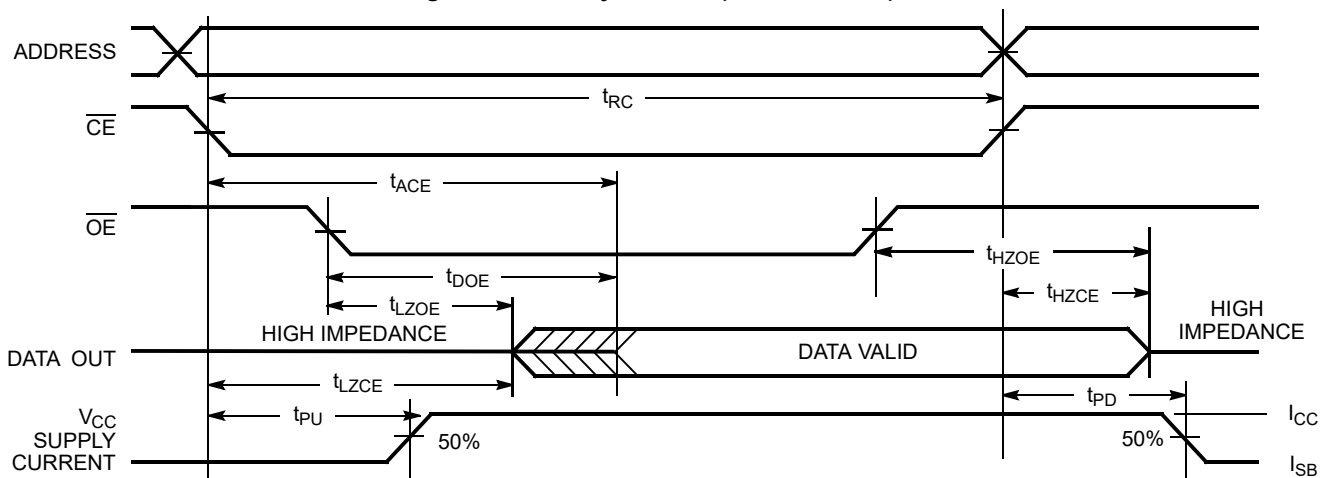 ADDRESS
tRC
CE
tACE
OE
tHZOE
tDOE
tHZCE
tLZOE
HIGH IMPEDANCE
HIGH
IMPEDANCE
DATA OUT
DATA VALID
tLZCE
tPU
tPD
VCC
SUPPLY
CURRENT
50%
50%
ICC
ISB